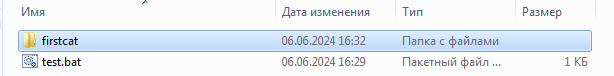 Имя Дата изменения Тип Размер
firstcat 06.06.2024 16:32 Папка с файлами
test.bat 06.06.2024 16:29 Пакетный файл ... 1 КБ